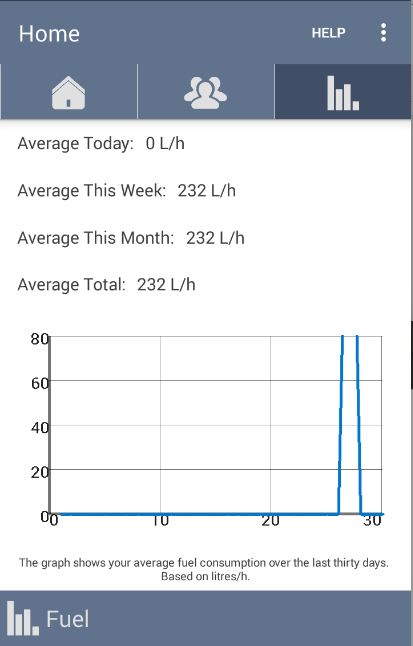 Home
HELP
Average Today: 0 L/h
Average This Week: 232 L/h
Average This Month: 232 L/h
Average Total: 232 L/h
80
60
40
20
0
0 10 20 30
The graph shows your average fuel consumption over the last thirty days.
Based on litres/h.
Fuel